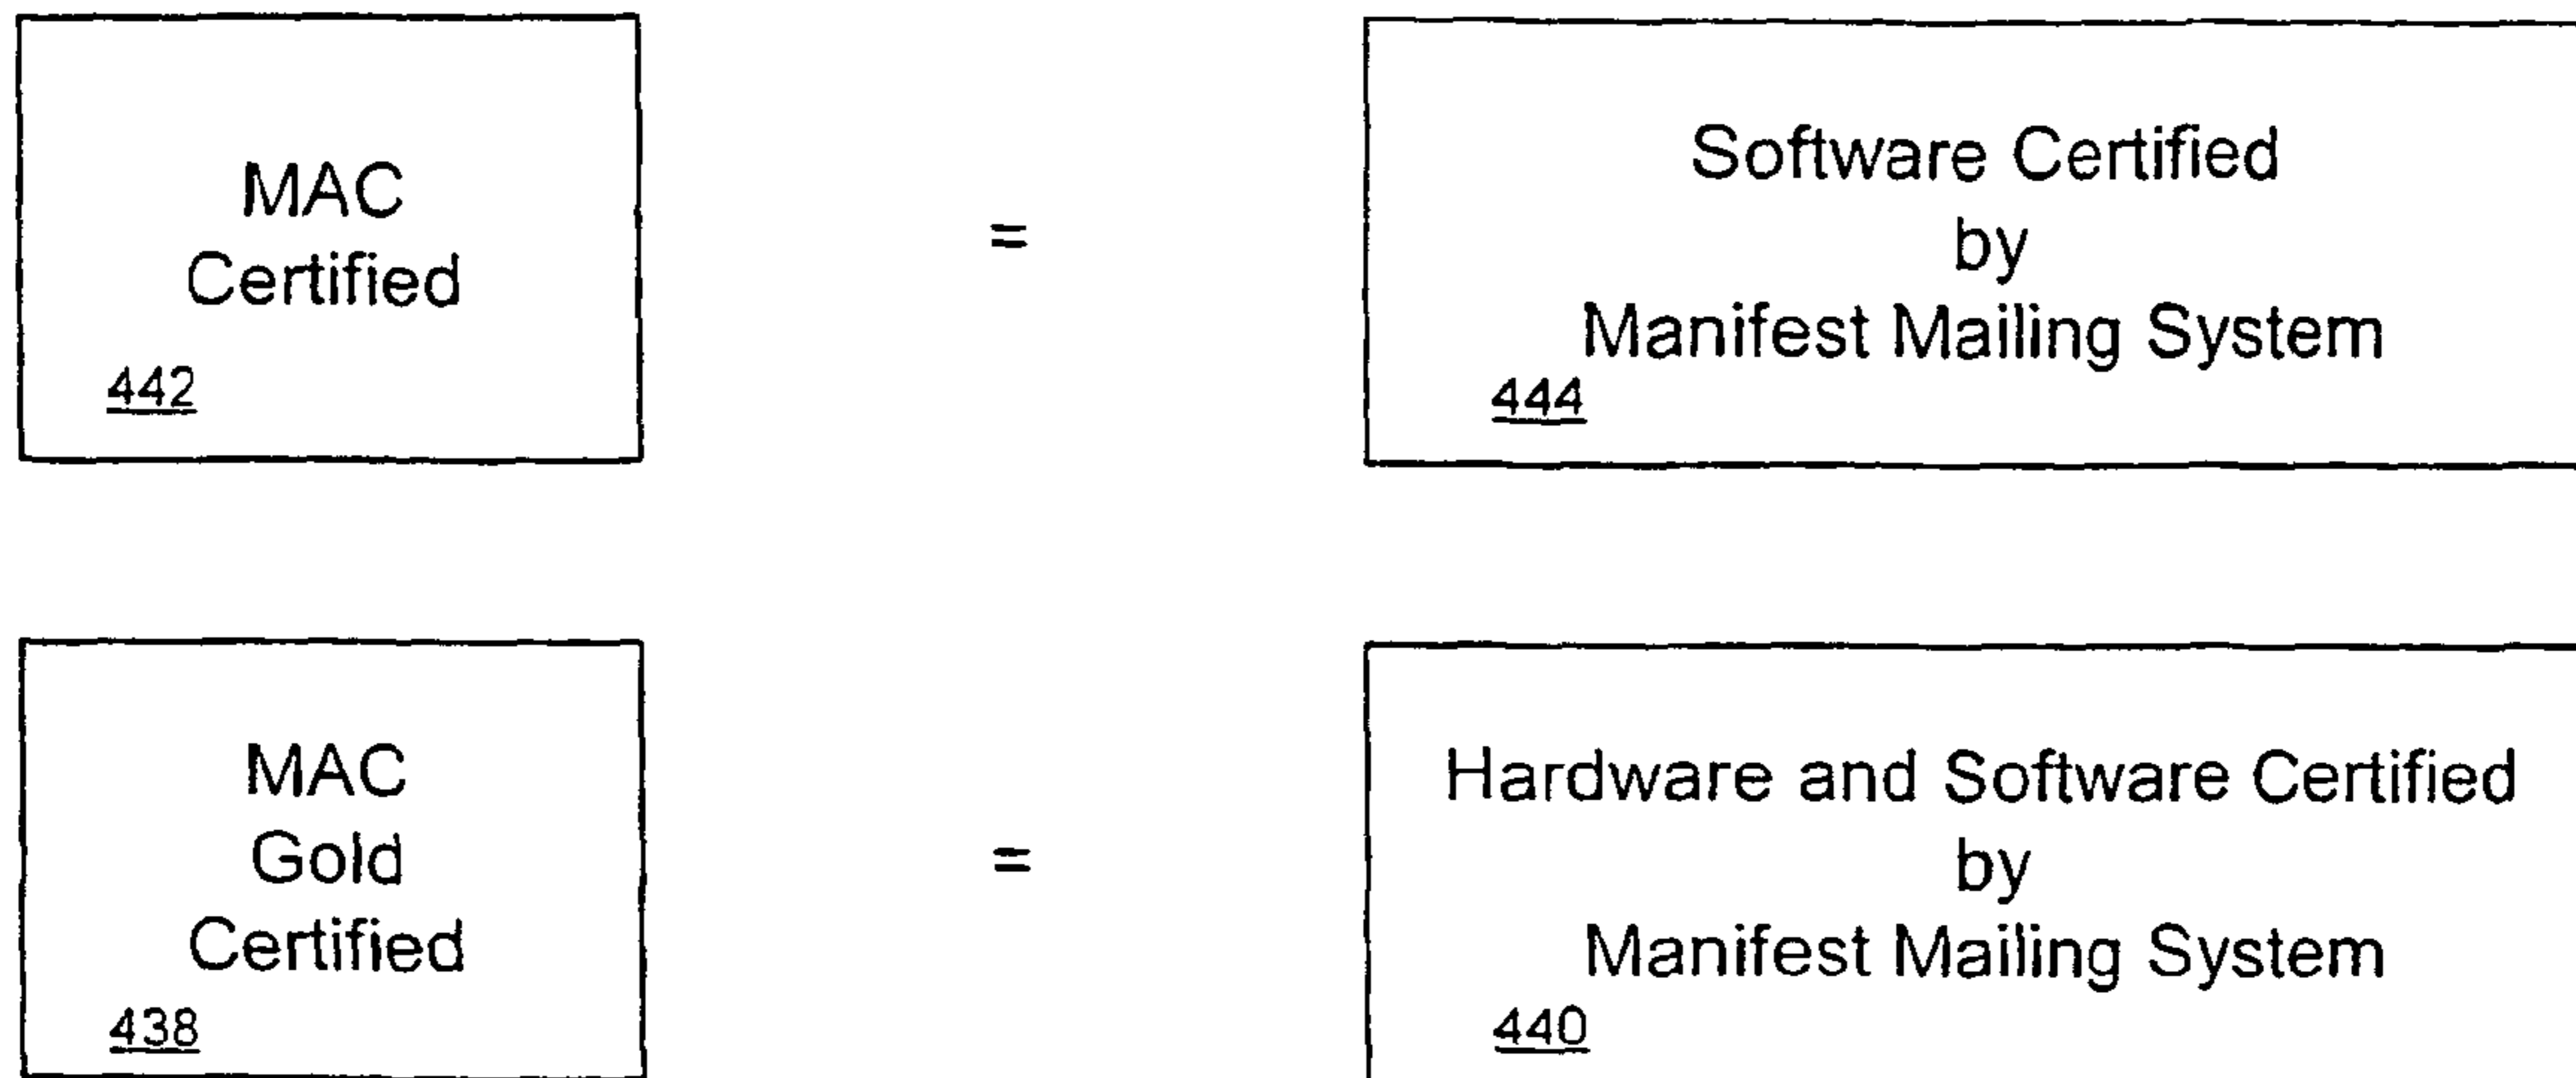 MAC
Certified
442
=
Software Certified
by
Manifest Mailing System
444
MAC
Gold
Certified
438
=
Hardware and Software Certified
by
Manifest Mailing System
440